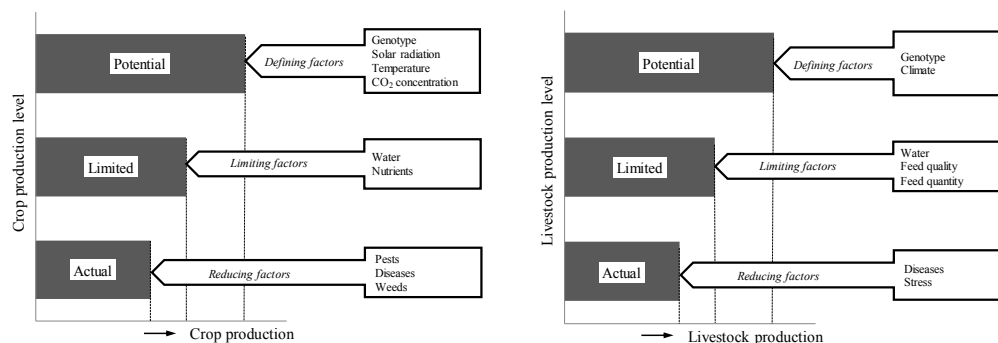 Crop production level
Potential
Defining factors
Genotype
Solar radiation
Temperature
CO₂ concentration
Limited
Limiting factors
Water
Nutrients
Actual
Reducing factors
Pests
Diseases
Weeds
Crop production
Livestock production level
Potential
Defining factors
Genotype
Climate
Limited
Limiting factors
Water
Feed quality
Feed quantity
Actual
Reducing factors
Diseases
Stress
Livestock production